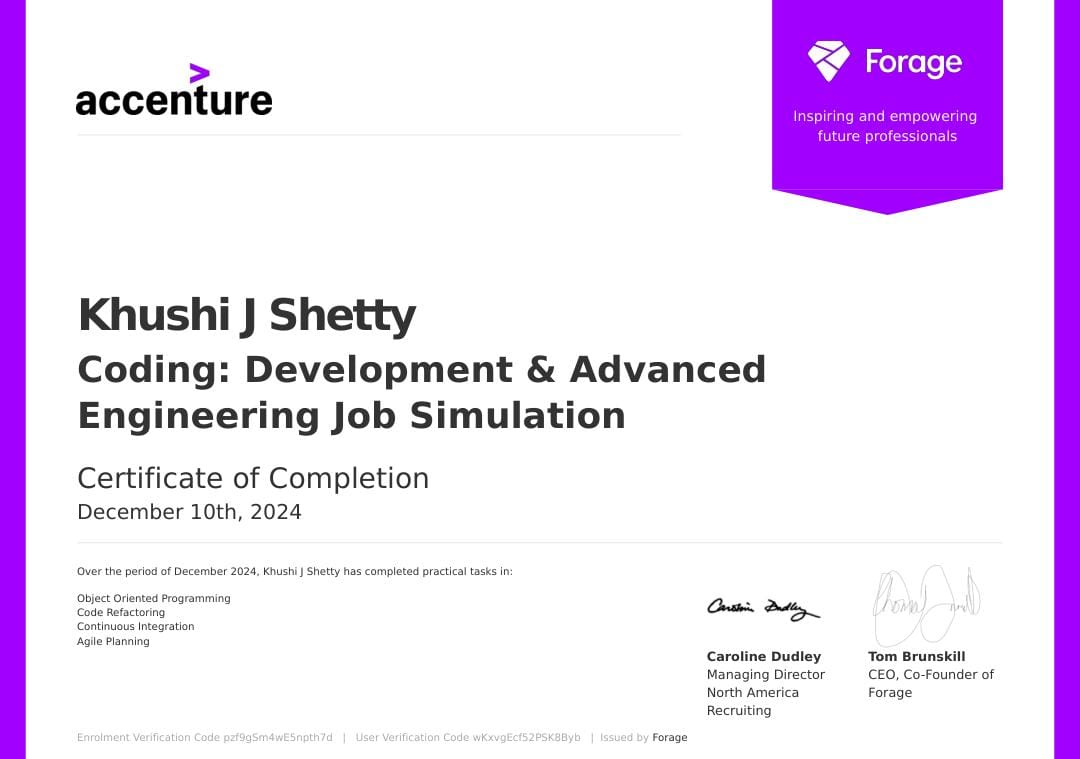 accenture
Forage
Inspiring and empowering
future professionals
Khushi J Shetty
Coding: Development & Advanced
Engineering Job Simulation
Certificate of Completion
December 10th, 2024
Over the period of December 2024, Khushi J Shetty has completed practical tasks in:
Object Oriented Programming
Code Refactoring
Continuous Integration
Agile Planning
Caroline Dudley
Caroline Dudley
Managing Director
North America
Recruiting
Tom Brunskill
CEO, Co-Founder of
Forage
Enrolment Verification Code pzf9gSm4wE5npth7d | User Verification Code wKxvgEcf52PSK8Byb | Issued by Forage